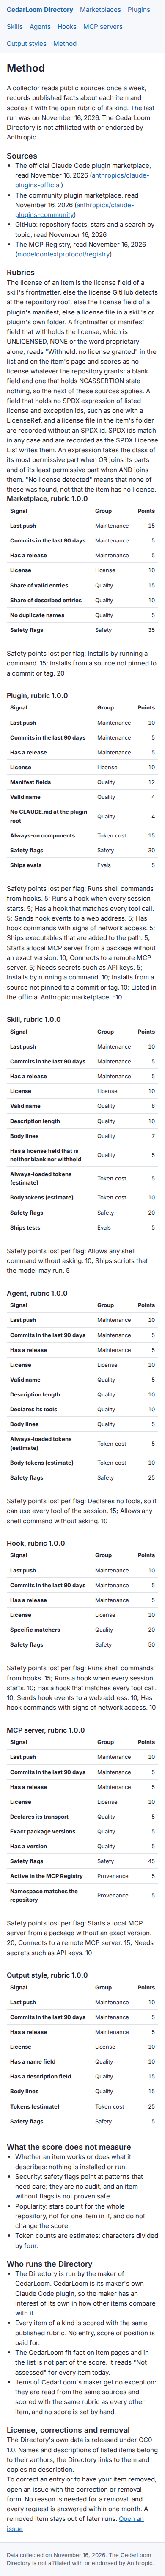 CedarLoom Directory Marketplaces Plugins
Skills Agents Hooks MCP servers
Output styles Method
Method
A collector reads public sources once a week,
records published facts about each item and
scores it with the open rubric of its kind. The last
run was on November 16, 2026. The CedarLoom
Directory is not affiliated with or endorsed by
Anthropic.
Sources
The official Claude Code plugin marketplace,
read November 16, 2026 (anthropics/claude-
plugins-official)
The community plugin marketplace, read
November 16, 2026 (anthropics/claude-
plugins-community)
GitHub: repository facts, stars and a search by
topic, read November 16, 2026
The MCP Registry, read November 16, 2026
(modelcontextprotocol/registry)
Rubrics
The license of an item is the license field of a
skill's frontmatter, else the license GitHub detects
at the repository root, else the license field of a
plugin's manifest, else a license file in a skill's or
plugin's own folder. A frontmatter or manifest
field that withholds the license, which is
UNLICENSED, NONE or the word proprietary
alone, reads "Withheld: no license granted" in the
list and on the item's page and scores as no
license whatever the repository grants; a blank
field and one that holds NOASSERTION state
nothing, so the next of these sources applies. A
field that holds no SPDX expression of listed
license and exception ids, such as one with a
LicenseRef, and a license file in the item's folder
are recorded without an SPDX id. SPDX ids match
in any case and are recorded as the SPDX License
List writes them. An expression takes the class of
its most permissive part when OR joins its parts
and of its least permissive part when AND joins
them. "No license detected" means that none of
these was found, not that the item has no license.
Marketplace, rubric 1.0.0
Signal Group Points
Last push Maintenance 15
Commits in the last 90 days Maintenance 5
Has a release Maintenance 5
License License 10
Share of valid entries Quality 15
Share of described entries Quality 10
No duplicate names Quality 5
Safety flags Safety 35
Safety points lost per flag: Installs by running a
command. 15; Installs from a source not pinned to
a commit or tag. 20
Plugin, rubric 1.0.0
Signal Group Points
Last push Maintenance 10
Commits in the last 90 days Maintenance 5
Has a release Maintenance 5
License License 10
Manifest fields Quality 12
Valid name Quality 4
No CLAUDE.md at the plugin
root Quality 4
Always-on components Token cost 15
Safety flags Safety 30
Ships evals Evals 5
Safety points lost per flag: Runs shell commands
from hooks. 5; Runs a hook when every session
starts. 5; Has a hook that matches every tool call.
5; Sends hook events to a web address. 5; Has
hook commands with signs of network access. 5;
Ships executables that are added to the path. 5;
Starts a local MCP server from a package without
an exact version. 10; Connects to a remote MCP
server. 5; Needs secrets such as API keys. 5;
Installs by running a command. 10; Installs from a
source not pinned to a commit or tag. 10; Listed in
the official Anthropic marketplace. -10
Skill, rubric 1.0.0
Signal Group Points
Last push Maintenance 10
Commits in the last 90 days Maintenance 5
Has a release Maintenance 5
License License 10
Valid name Quality 8
Description length Quality 10
Body lines Quality 7
Has a license field that is
neither blank nor withheld Quality 5
Always-loaded tokens
(estimate) Token cost 5
Body tokens (estimate) Token cost 10
Safety flags Safety 20
Ships tests Evals 5
Safety points lost per flag: Allows any shell
command without asking. 10; Ships scripts that
the model may run. 5
Agent, rubric 1.0.0
Signal Group Points
Last push Maintenance 10
Commits in the last 90 days Maintenance 5
Has a release Maintenance 5
License License 10
Valid name Quality 5
Description length Quality 10
Declares its tools Quality 10
Body lines Quality 5
Always-loaded tokens
(estimate) Token cost 5
Body tokens (estimate) Token cost 10
Safety flags Safety 25
Safety points lost per flag: Declares no tools, so it
can use every tool of the session. 15; Allows any
shell command without asking. 10
Hook, rubric 1.0.0
Signal Group Points
Last push Maintenance 10
Commits in the last 90 days Maintenance 5
Has a release Maintenance 5
License License 10
Specific matchers Quality 20
Safety flags Safety 50
Safety points lost per flag: Runs shell commands
from hooks. 15; Runs a hook when every session
starts. 10; Has a hook that matches every tool call.
10; Sends hook events to a web address. 10; Has
hook commands with signs of network access. 10
MCP server, rubric 1.0.0
Signal Group Points
Last push Maintenance 10
Commits in the last 90 days Maintenance 5
Has a release Maintenance 5
License License 10
Declares its transport Quality 5
Exact package versions Quality 5
Has a version Quality 5
Safety flags Safety 45
Active in the MCP Registry Provenance 5
Namespace matches the
repository Provenance 5
Safety points lost per flag: Starts a local MCP
server from a package without an exact version.
20; Connects to a remote MCP server. 15; Needs
secrets such as API keys. 10
Output style, rubric 1.0.0
Signal Group Points
Last push Maintenance 10
Commits in the last 90 days Maintenance 5
Has a release Maintenance 5
License License 10
Has a name field Quality 10
Has a description field Quality 15
Body lines Quality 15
Tokens (estimate) Token cost 25
Safety flags Safety 5
What the score does not measure
Whether an item works or does what it
describes: nothing is installed or run.
Security: safety flags point at patterns that
need care; they are no audit, and an item
without flags is not proven safe.
Popularity: stars count for the whole
repository, not for one item in it, and do not
change the score.
Token counts are estimates: characters divided
by four.
Who runs the Directory
The Directory is run by the maker of
CedarLoom. CedarLoom is its maker's own
Claude Code plugin, so the maker has an
interest of its own in how other items compare
with it.
Every item of a kind is scored with the same
published rubric. No entry, score or position is
paid for.
The CedarLoom fit fact on item pages and in
the list is not part of the score. It reads "Not
assessed" for every item today.
Items of CedarLoom's maker get no exception:
they are read from the same sources and
scored with the same rubric as every other
item, and no score is set by hand.
License, corrections and removal
The Directory's own data is released under CC0
1.0. Names and descriptions of listed items belong
to their authors; the Directory links to them and
copies no description.
To correct an entry or to have your item removed,
open an issue with the correction or removal
form. No reason is needed for a removal, and
every request is answered within one month. A
removed item stays out of later runs. Open an
issue
Data collected on November 16, 2026. The CedarLoom
Directory is not affiliated with or endorsed by Anthropic.